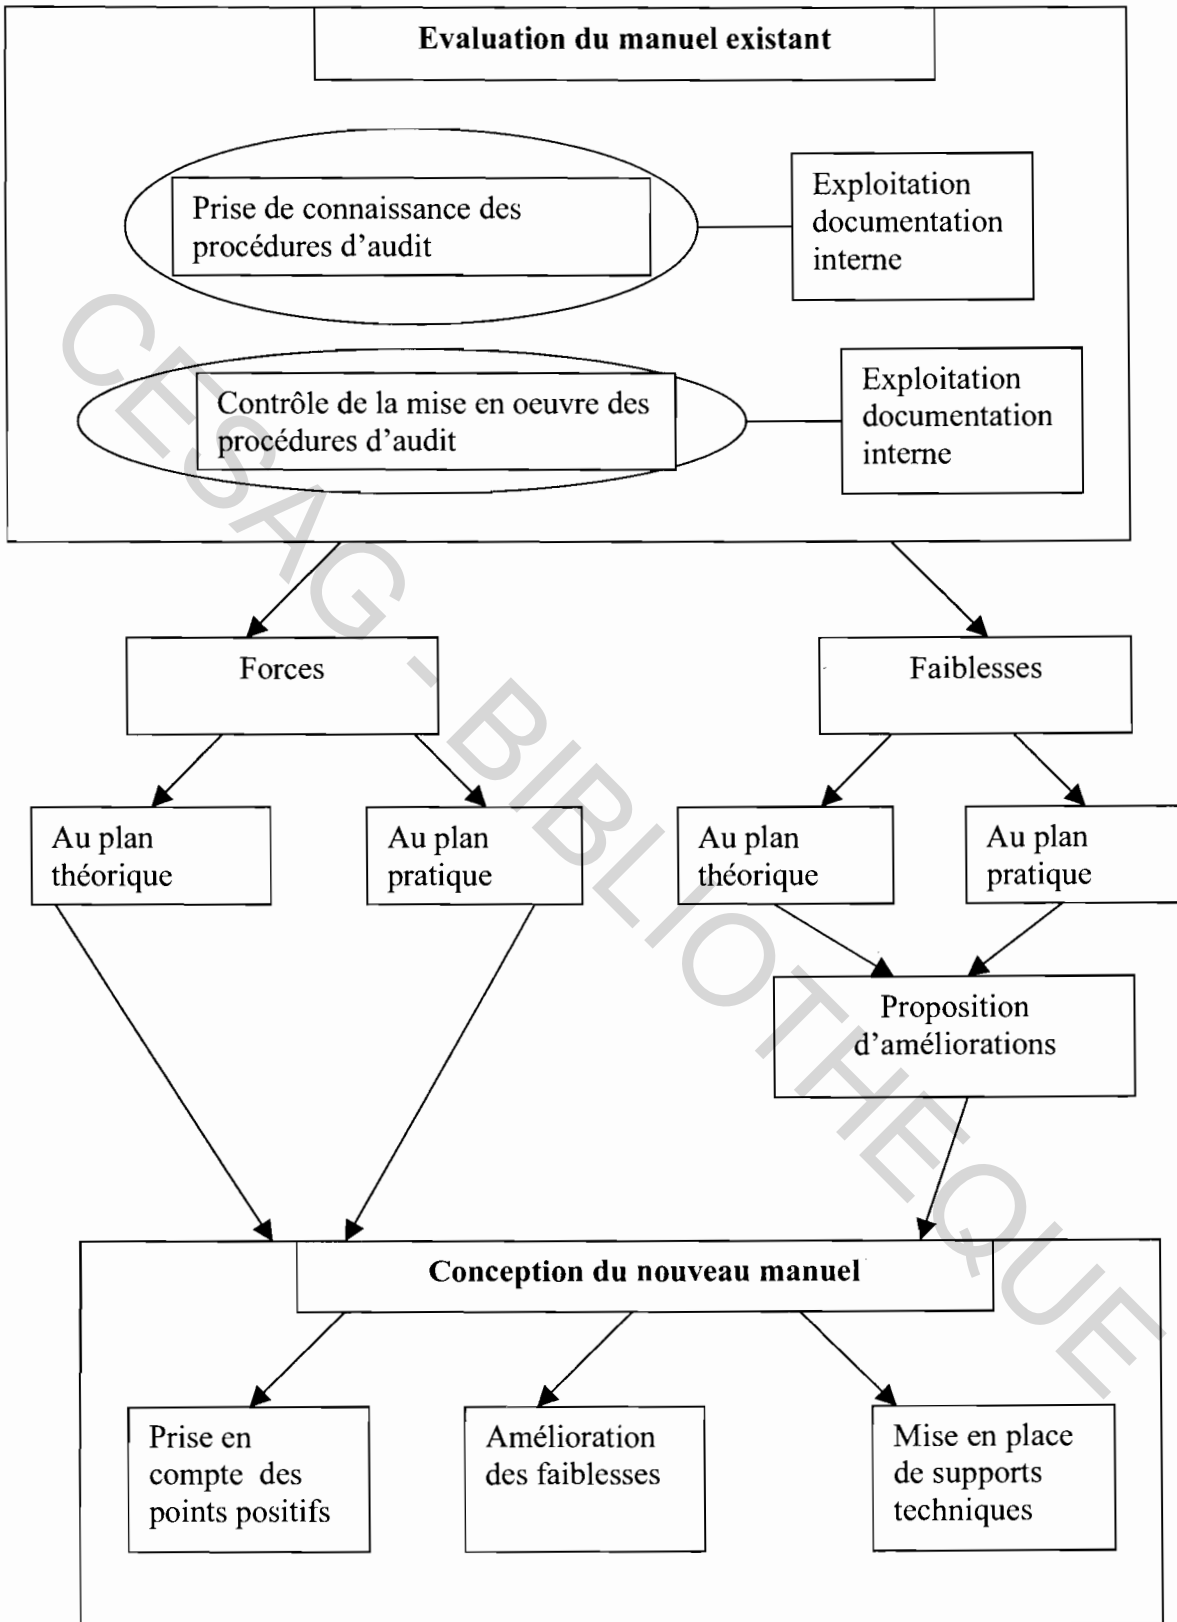 Evaluation du manuel existant
Prise de connaissance des
procédures d'audit
Exploitation
documentation
interne
Contrôle de la mise en oeuvre des
procédures d'audit
Exploitation
documentation
interne
Forces
Faiblesses
Au plan
théorique
Au plan
pratique
Au plan
théorique
Au plan
pratique
Proposition
d'améliorations
Conception du nouveau manuel
Prise en
compte des
points positifs
Amélioration
des faiblesses
Mise en place
de supports
techniques
CESAG - BIBLIOTHEQUE